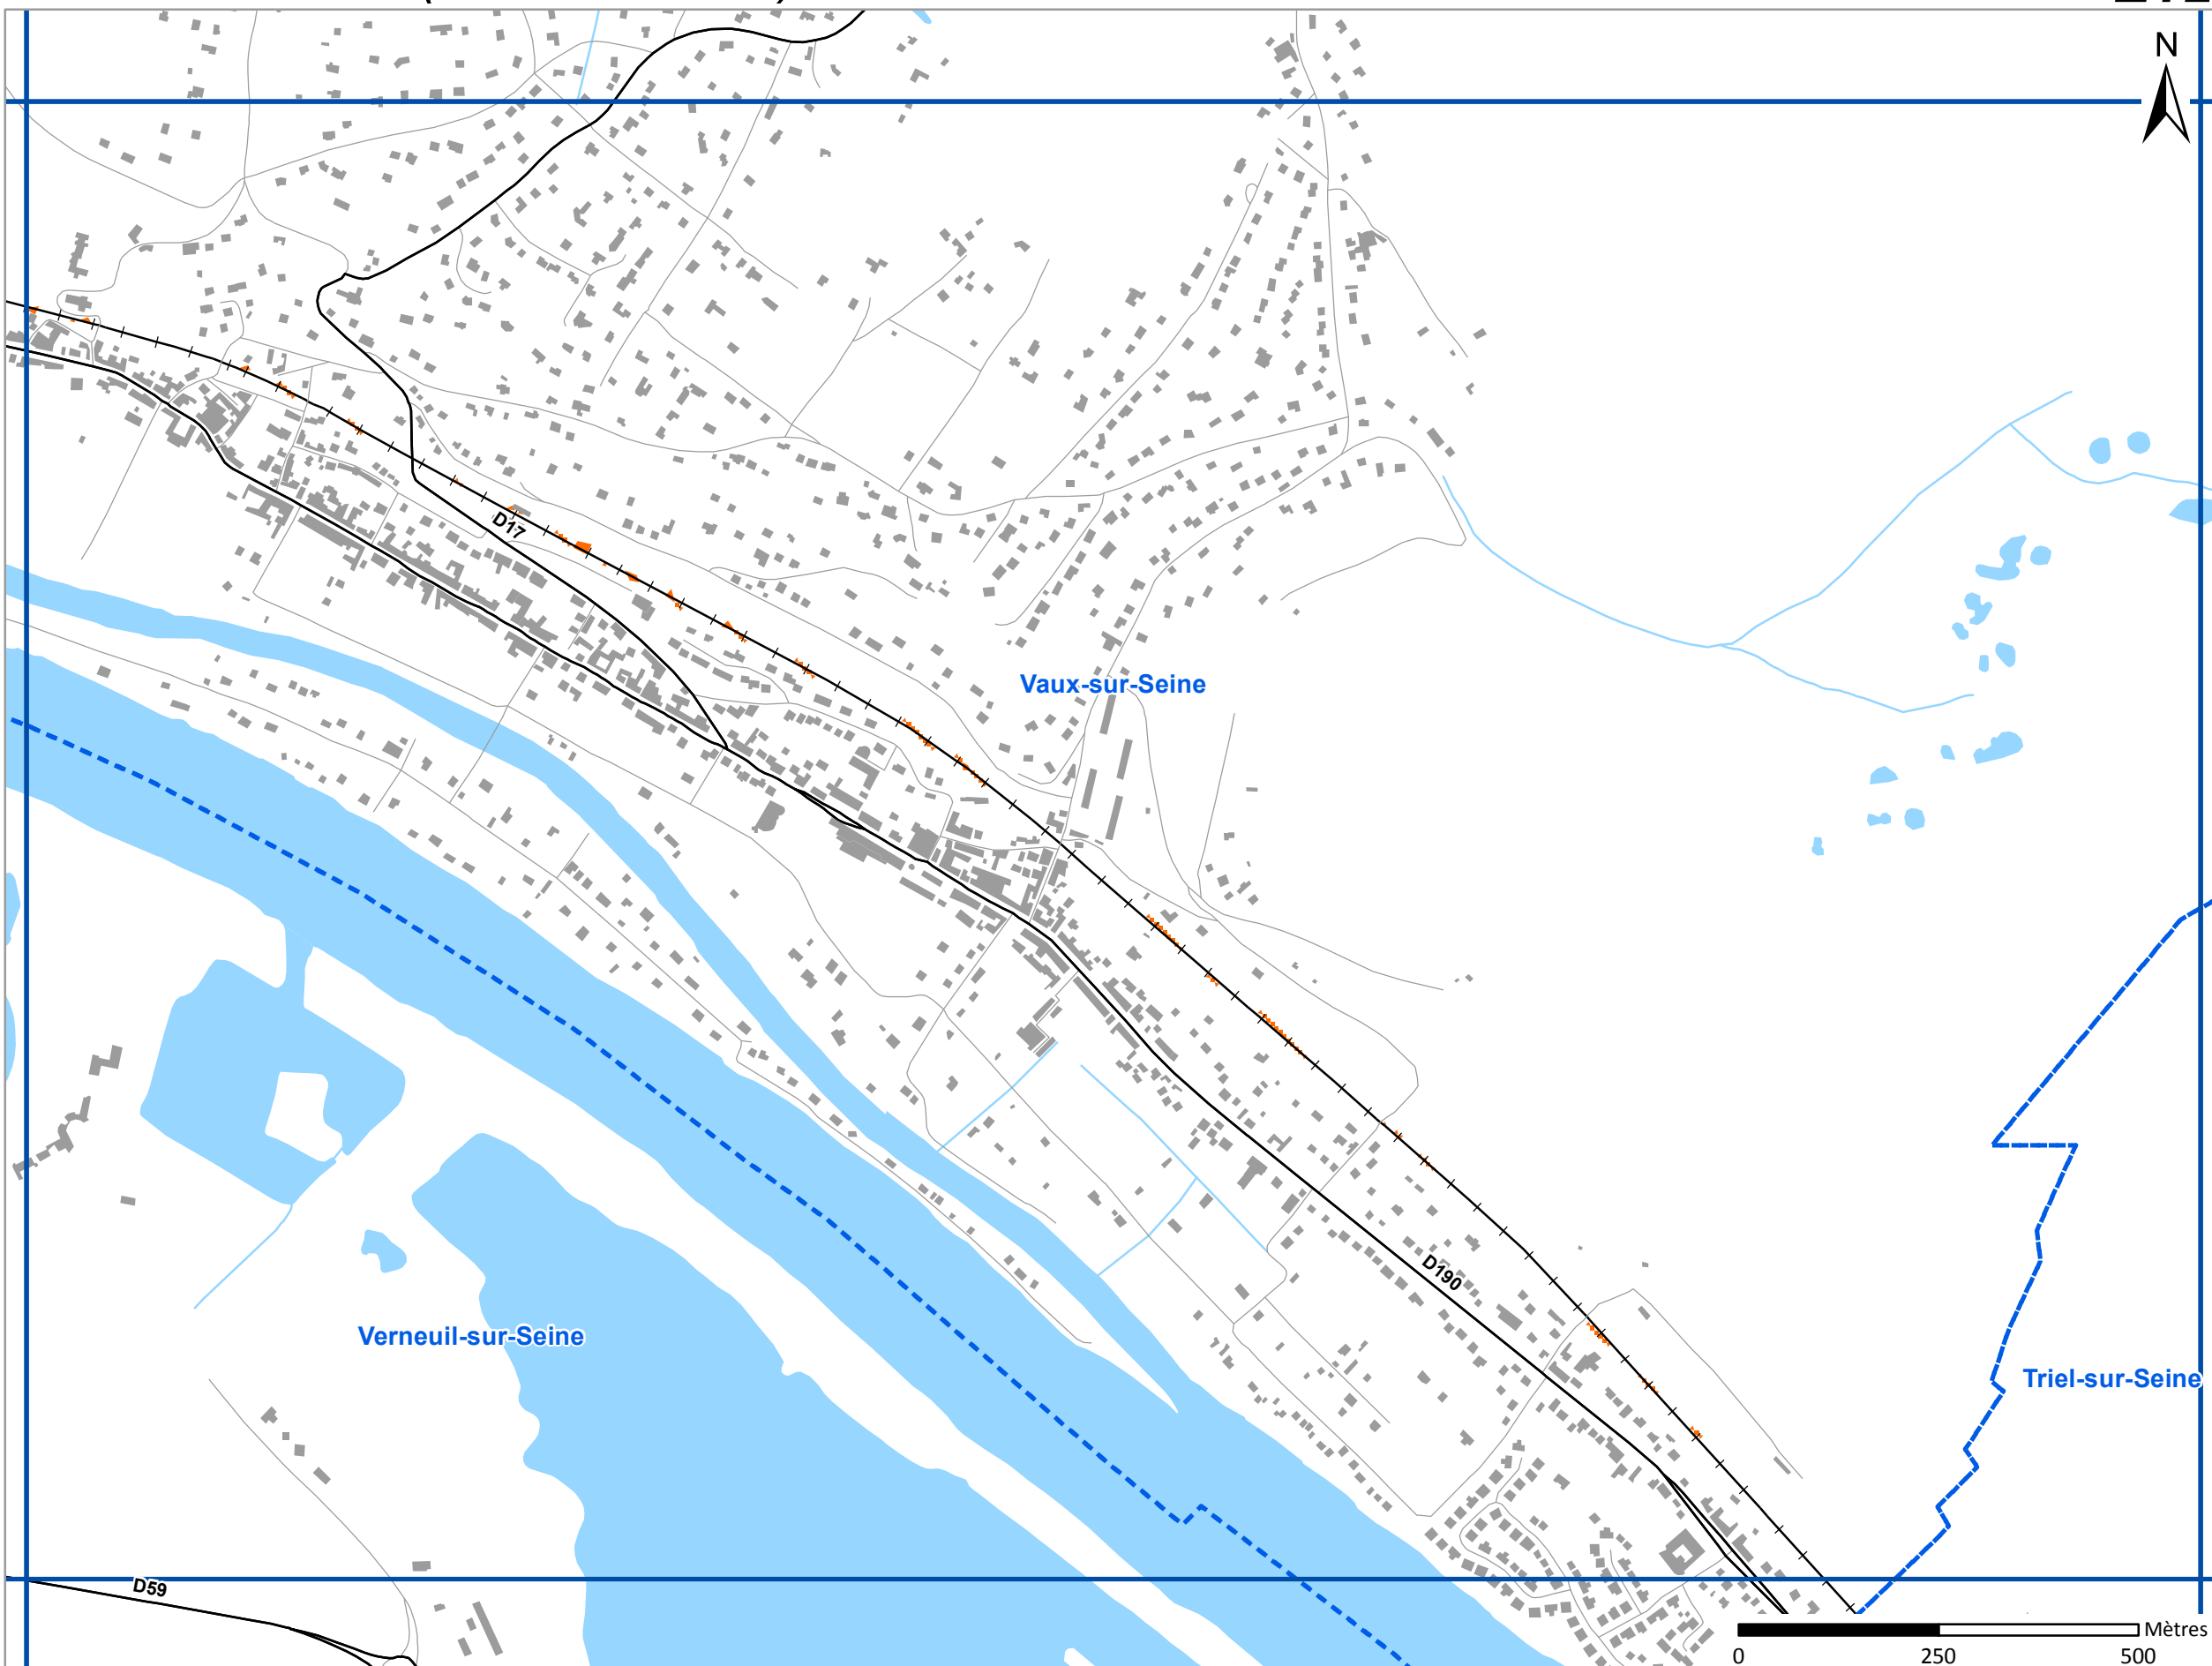 N
D17
Vaux-sur-Seine
D190
Verneuil-sur-Seine
Triel-sur-Seine
D59
Mètres
0 250 500